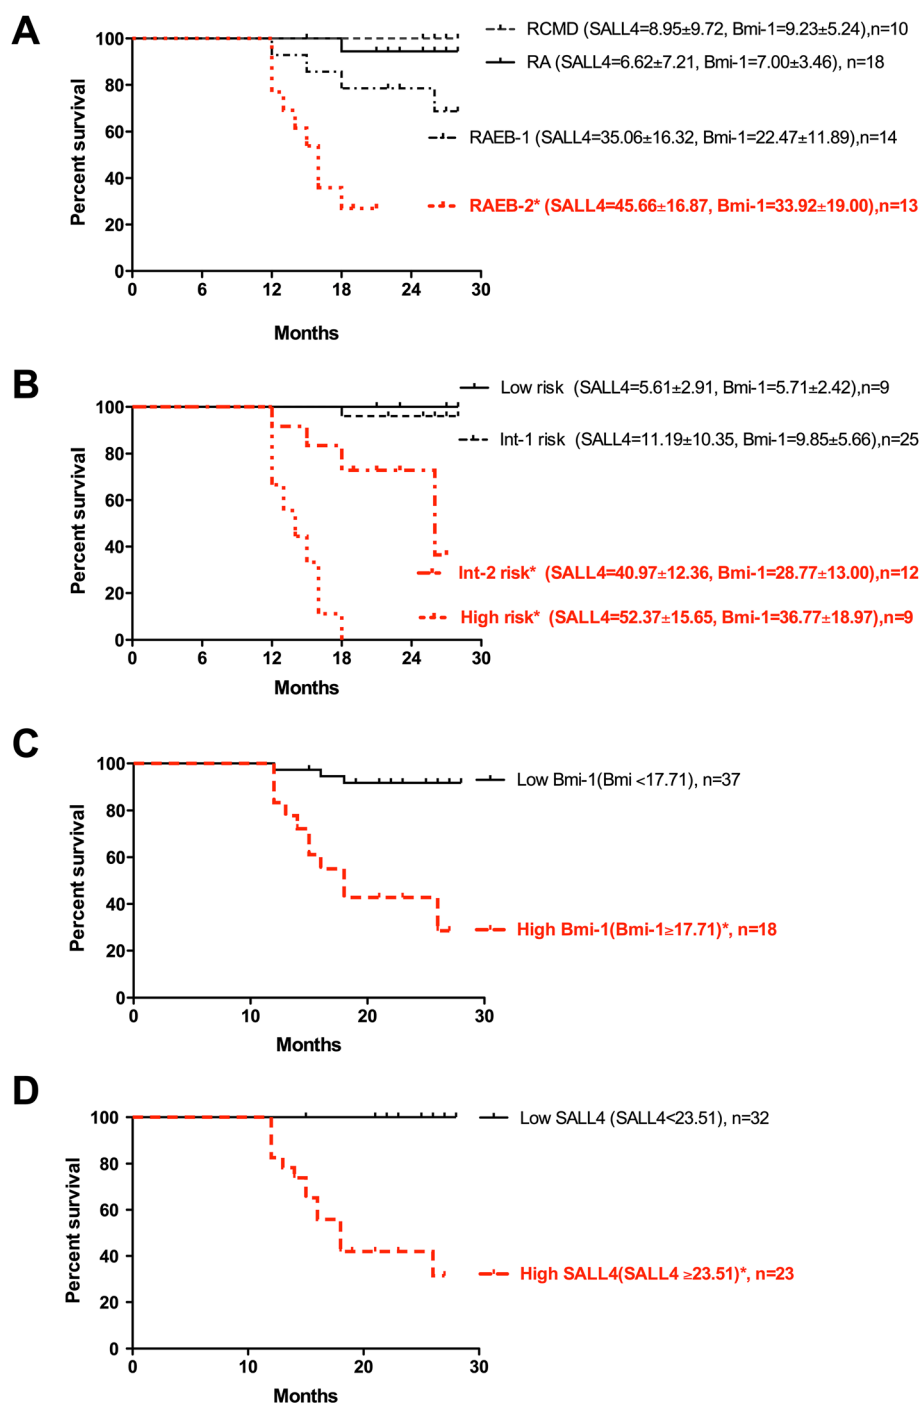 A
RCMD (SALL4=8.95±9.72, Bmi-1=9.23±5.24),n=10
RA (SALL4=6.62±7.21, Bmi-1=7.00±3.46), n=18
RAEB-1 (SALL4=35.06±16.32, Bmi-1=22.47±11.89),n=14
RAEB-2* (SALL4=45.66±16.87, Bmi-1=33.92±19.00),n=13
Percent survival
100
80
60
40
20
0
0 6 12 18 24 30
Months
B
Low risk (SALL4=5.61±2.91, Bmi-1=5.71±2.42),n=9
Int-1 risk (SALL4=11.19±10.35, Bmi-1=9.85±5.66),n=25
Int-2 risk* (SALL4=40.97±12.36, Bmi-1=28.77±13.00),n=12
High risk* (SALL4=52.37±15.65, Bmi-1=36.77±18.97),n=9
Percent survival
100
80
60
40
20
0
0 6 12 18 24 30
Months
C
Low Bmi-1(Bmi <17.71), n=37
High Bmi-1(Bmi-1≥17.71)*, n=18
Percent survival
100
80
60
40
20
0
0 10 20 30
Months
D
Low SALL4 (SALL4<23.51), n=32
High SALL4(SALL4 ≥23.51)*, n=23
Percent survival
100
80
60
40
20
0
0 10 20 30
Months